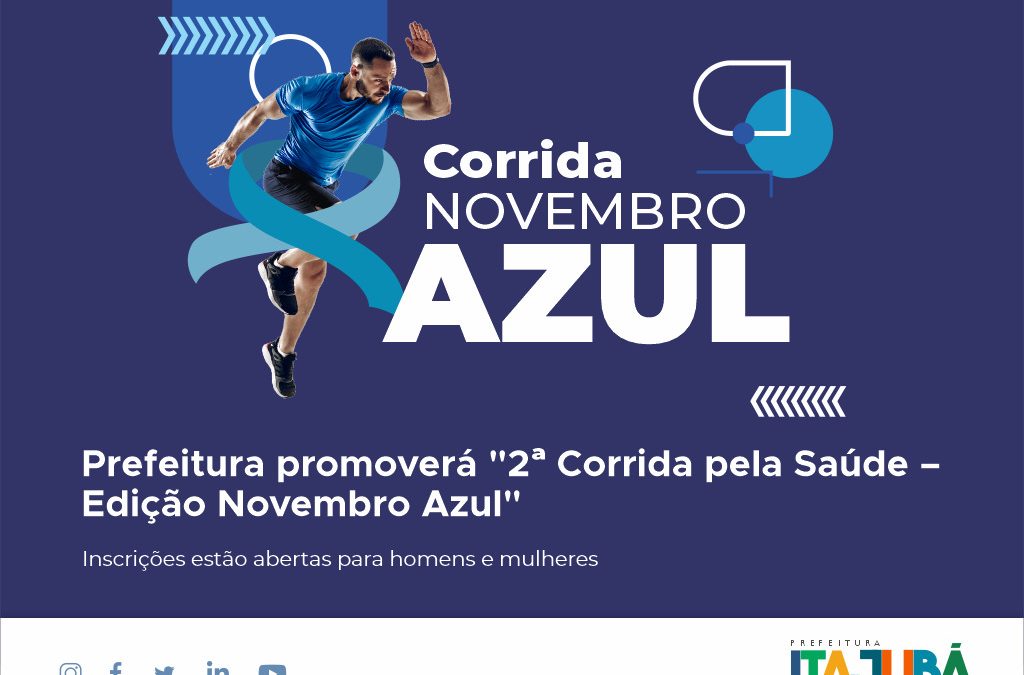 Corrida
NOVEMBRO
AZUL
Prefeitura promoverá "2ª Corrida pela Saúde –
Edição Novembro Azul"
Inscrições estão abertas para homens e mulheres
PREFEITURA
ITAJUBÁ